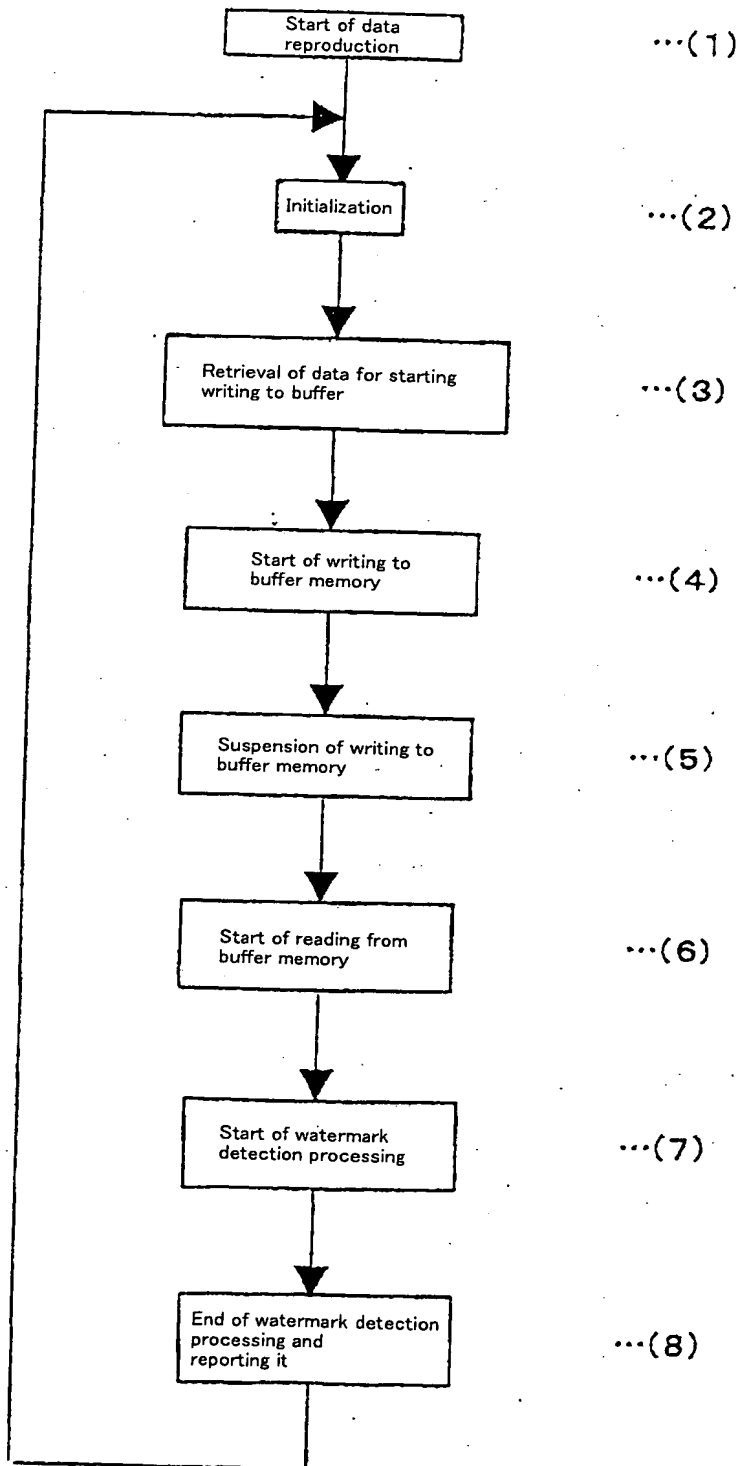 Start of data
reproduction
···(1)
Initialization
···(2)
Retrieval of data for starting
writing to buffer
···(3)
Start of writing to
buffer memory
···(4)
Suspension of writing to
buffer memory
···(5)
Start of reading from
buffer memory
···(6)
Start of watermark
detection processing
···(7)
End of watermark detection
processing and
reporting it
···(8)